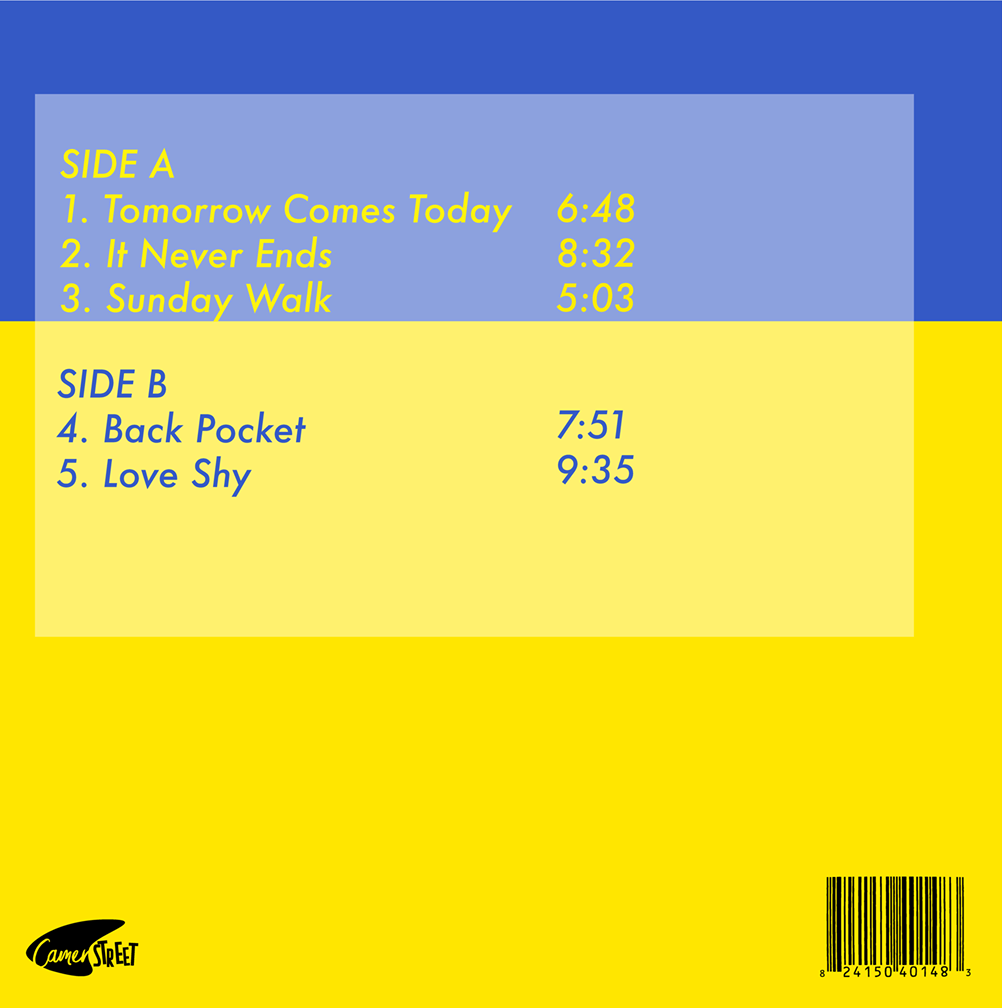 SIDE A
1. Tomorrow Comes Today 6:48
2. It Never Ends 8:32
3. Sunday Walk 5:03
SIDE B
4. Back Pocket 7:51
5. Love Shy 9:35
Camer STREET
8 24150 40148 3